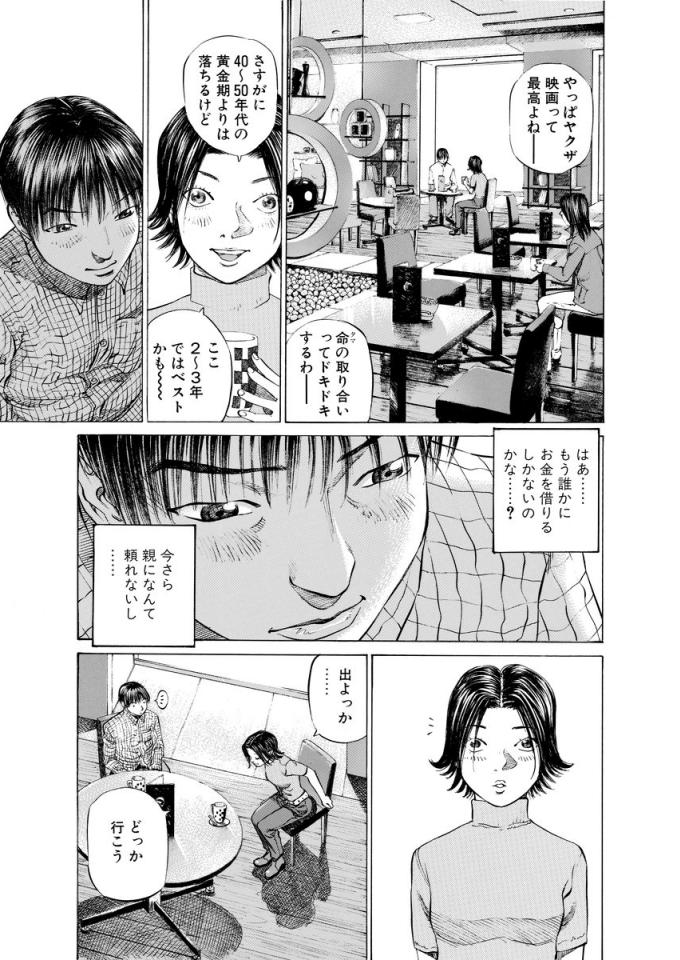 やっぱヤクザ
映画って
最高よね――
命の取り合い
タマ
ってドキドキ
するわ――
さすがに
40～50年代の
黄金期よりは
落ちるけど
ここ
2～3年
ではベスト
かも～～
はあ……
もう誰かに
お金を借りる
しかないの
かな……？
今さら
親になんて
頼れないし
……
出よっか
……
どっか
行こう